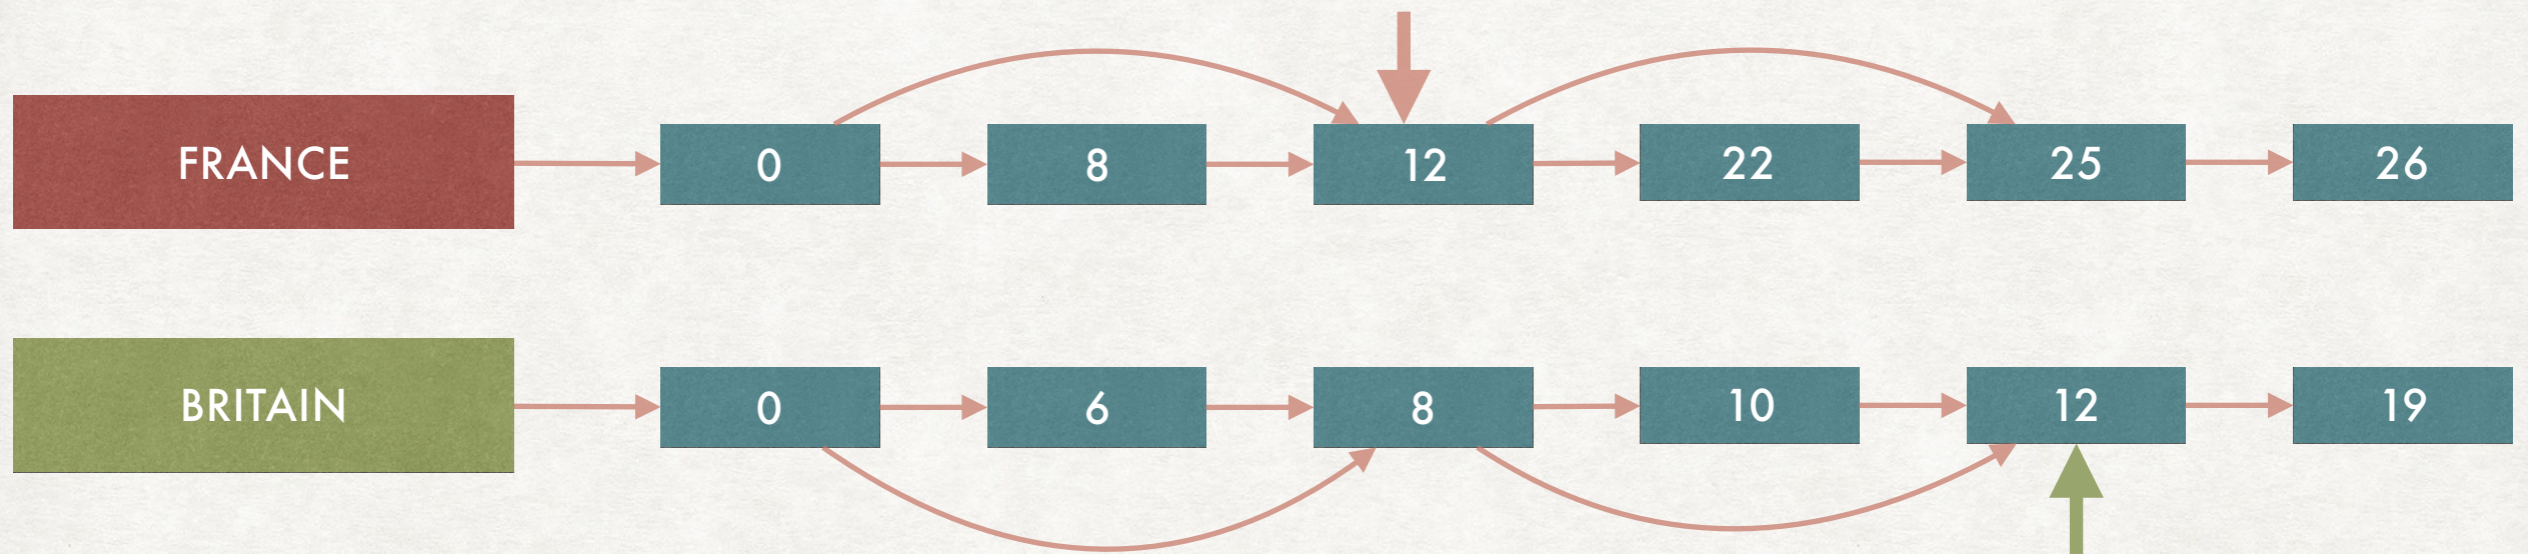 FRANCE 0 8 12 22 25 26
BRITAIN 0 6 8 10 12 19